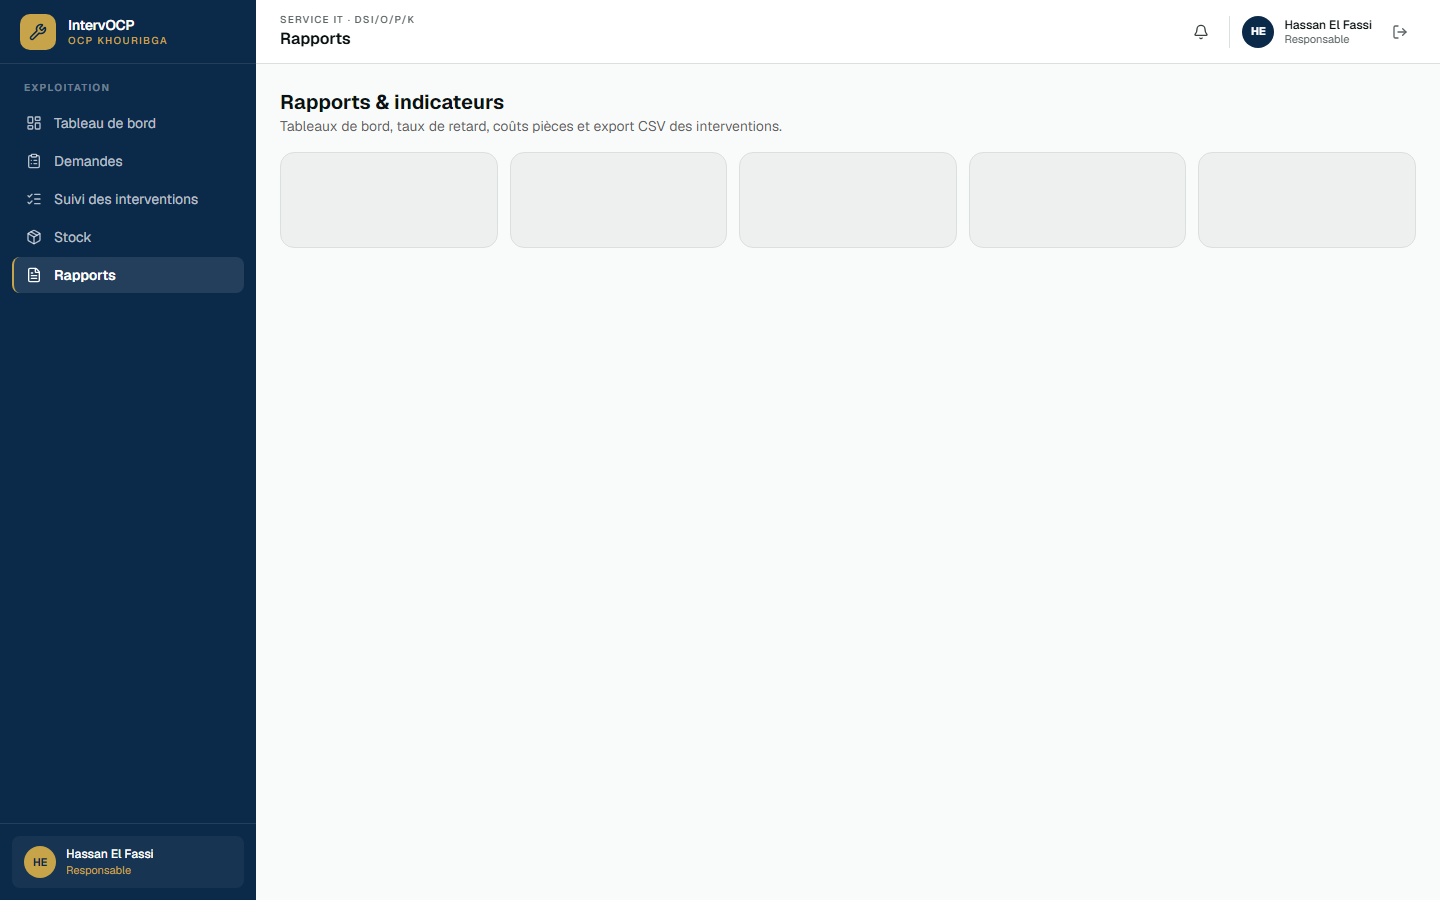 IntervOCP
OCP KHOURIBGA
EXPLOITATION
Tableau de bord
Demandes
Suivi des interventions
Stock
Rapports
HE
Hassan El Fassi
Responsable
SERVICE IT · DSI/O/P/K
Rapports
HE
Hassan El Fassi
Responsable
Rapports & indicateurs
Tableaux de bord, taux de retard, coûts pièces et export CSV des interventions.